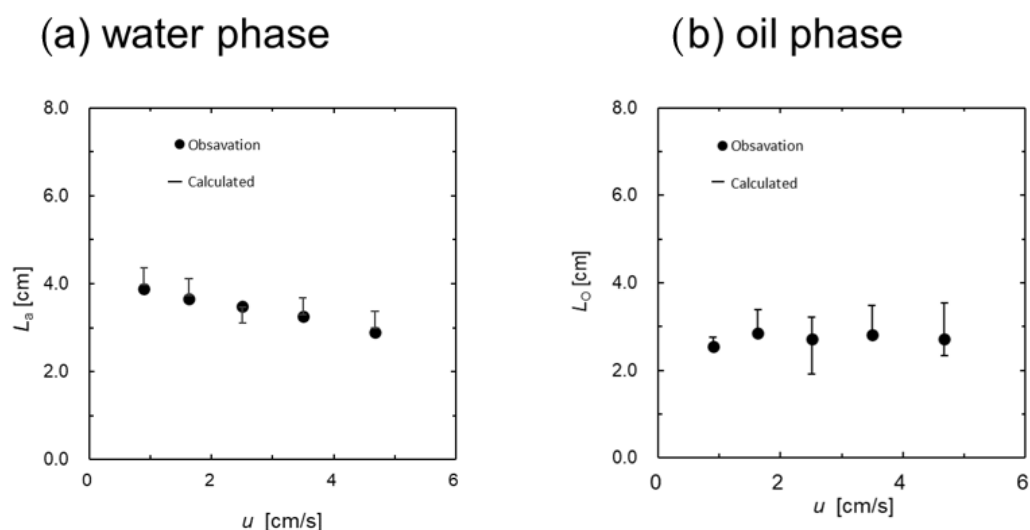 (a) water phase
8.0
6.0
4.0
2.0
0.0
0
2
4
6
Obsavation
Calculated
La [cm]
u [cm/s]
(b) oil phase
8.0
6.0
4.0
2.0
0.0
0
2
4
6
Obsavation
Calculated
LO [cm]
u [cm/s]